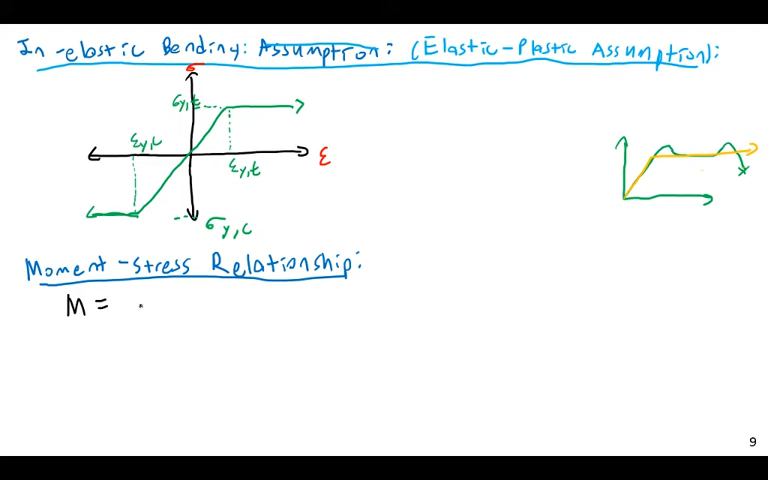 In-elastic Bending: Assumption: (Elastic-Plastic Assumption):
σ
σy,t
εy,c
εy,t
ε
σy,c
Moment-stress Relationship:
M =
9